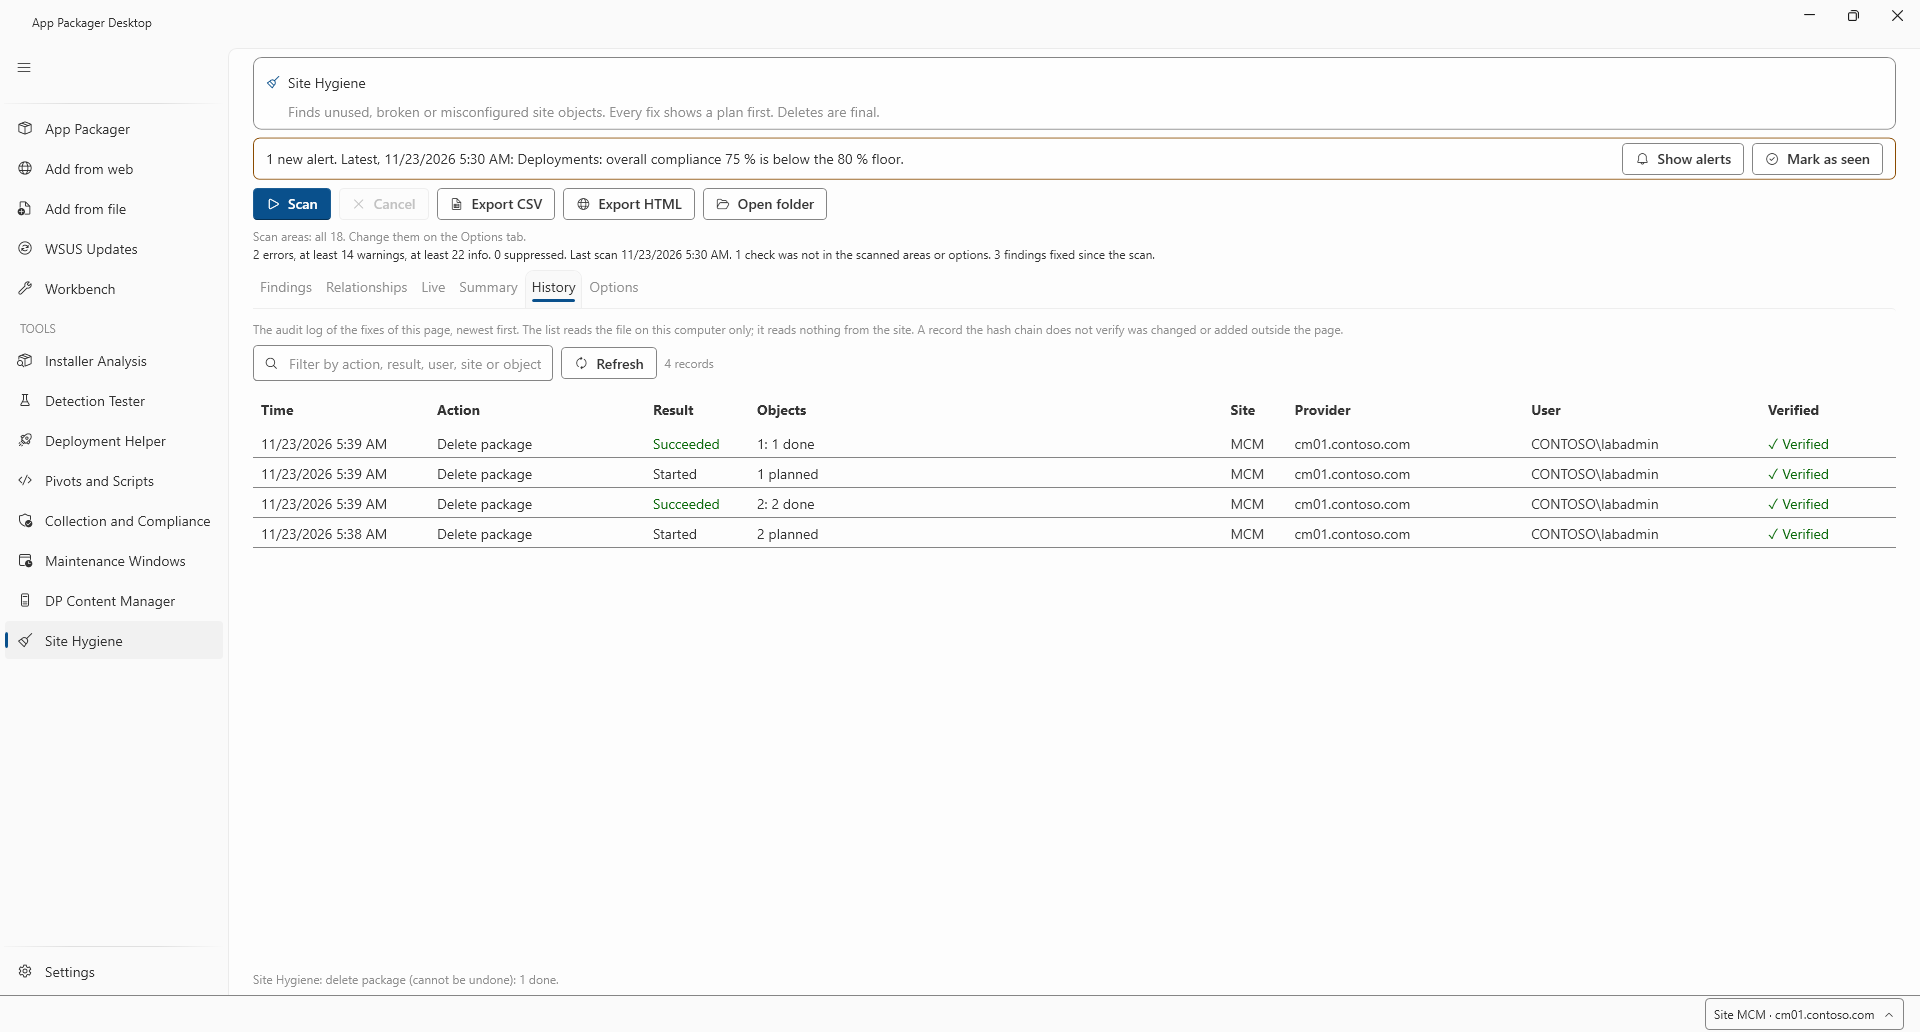 App Packager Desktop
Site Hygiene
Finds unused, broken or misconfigured site objects. Every fix shows a plan first. Deletes are final.
1 new alert. Latest, 11/23/2026 5:30 AM: Deployments: overall compliance 75 % is below the 80 % floor.
Show alerts
Mark as seen
Scan
Cancel
Export CSV
Export HTML
Open folder
Scan areas: all 18. Change them on the Options tab.
2 errors, at least 14 warnings, at least 22 info. 0 suppressed. Last scan 11/23/2026 5:30 AM. 1 check was not in the scanned areas or options. 3 findings fixed since the scan.
Findings Relationships Live Summary History Options
The audit log of the fixes of this page, newest first. The list reads the file on this computer only; it reads nothing from the site. A record the hash chain does not verify was changed or added outside the page.
Filter by action, result, user, site or object
Refresh
4 records
Time Action Result Objects Site Provider User Verified
11/23/2026 5:39 AM Delete package Succeeded 1: 1 done MCM cm01.contoso.com CONTOSO\labadmin ✓ Verified
11/23/2026 5:39 AM Delete package Started 1 planned MCM cm01.contoso.com CONTOSO\labadmin ✓ Verified
11/23/2026 5:39 AM Delete package Succeeded 2: 2 done MCM cm01.contoso.com CONTOSO\labadmin ✓ Verified
11/23/2026 5:38 AM Delete package Started 2 planned MCM cm01.contoso.com CONTOSO\labadmin ✓ Verified
App Packager
Add from web
Add from file
WSUS Updates
Workbench
TOOLS
Installer Analysis
Detection Tester
Deployment Helper
Pivots and Scripts
Collection and Compliance
Maintenance Windows
DP Content Manager
Site Hygiene
Settings
Site Hygiene: delete package (cannot be undone): 1 done.
Site MCM · cm01.contoso.com